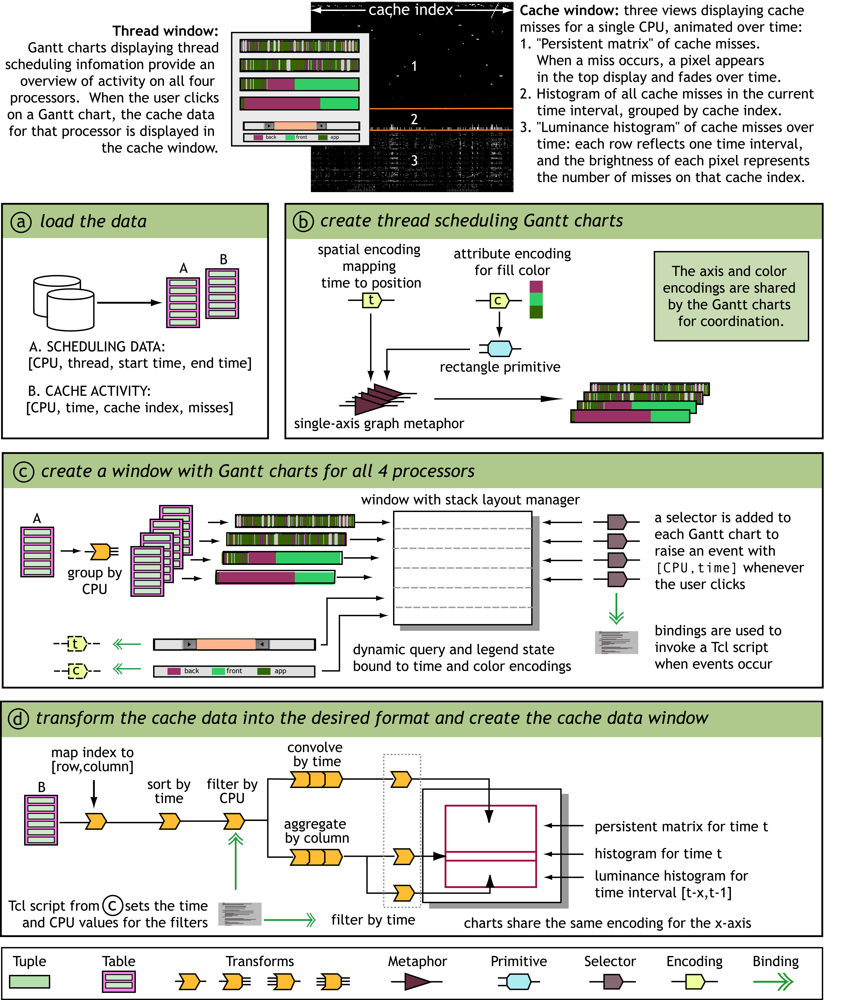 cache index
1
2
3
back front app
Thread window:
Gantt charts displaying thread
scheduling infomation provide an
overview of activity on all four
processors. When the user clicks
on a Gantt chart, the cache data
for that processor is displayed in
the cache window.
Cache window: three views displaying cache
misses for a single CPU, animated over time:
1. "Persistent matrix" of cache misses.
When a miss occurs, a pixel appears
in the top display and fades over time.
2. Histogram of all cache misses in the current
time interval, grouped by cache index.
3. "Luminance histogram" of cache misses over
time: each row reflects one time interval,
and the brightness of each pixel represents
the number of misses on that cache index.
a load the data
A
B
A. SCHEDULING DATA:
[CPU, thread, start time, end time]
B. CACHE ACTIVITY:
[CPU, time, cache index, misses]
b create thread scheduling Gantt charts
spatial encoding
mapping
time to position
t
attribute encoding
for fill color
c
rectangle primitive
single-axis graph metaphor
The axis and color
encodings are shared
by the Gantt charts
for coordination.
c create a window with Gantt charts for all 4 processors
A
group by
CPU
window with stack layout manager
a selector is added to
each Gantt chart to
raise an event with
[CPU,time] whenever
the user clicks
bindings are used to
invoke a Tcl script
when events occur
t
c
back front app
dynamic query and legend state
bound to time and color encodings
d transform the cache data into the desired format and create the cache data window
map index to
[row,column]
B
sort by
time
filter by
CPU
convolve
by time
aggregate
by column
persistent matrix for time t
histogram for time t
luminance histogram for
time interval [t-x,t-1]
Tcl script from c sets the time
and CPU values for the filters
filter by time
charts share the same encoding for the x-axis
Tuple Table Transforms Metaphor Primitive Selector Encoding Binding